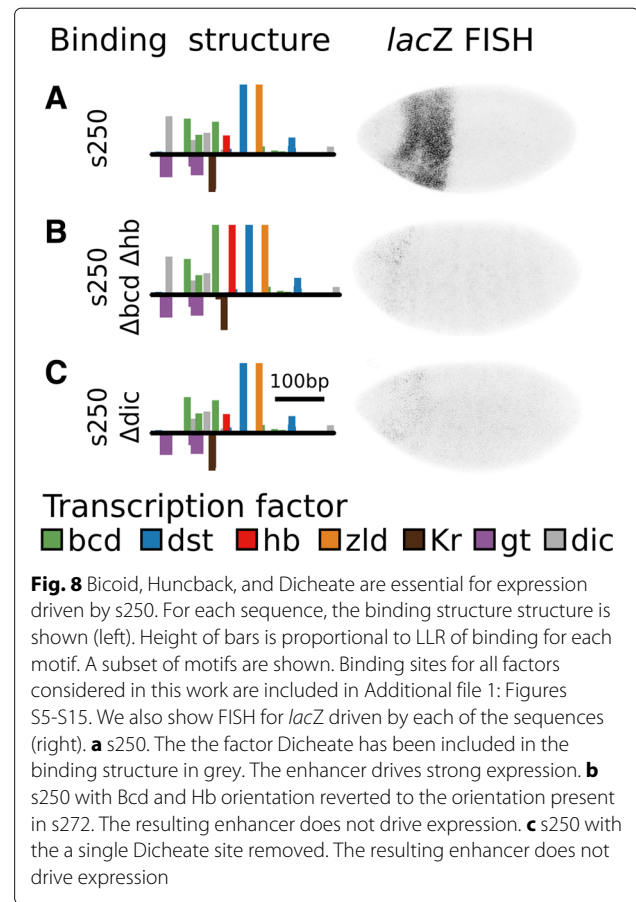 Binding structure lacZ FISH
A
s250
B
s250
Δbcd Δhb
C
s250
Δdic
100bp
Transcription factor
bcd dst hb zld Kr gt dic
Fig. 8 Bicoid, Huncback, and Dicheate are essential for expression
driven by s250. For each sequence, the binding structure structure is
shown (left). Height of bars is proportional to LLR of binding for each
motif. A subset of motifs are shown. Binding sites for all factors
considered in this work are included in Additional file 1: Figures
S5-S15. We also show FISH for lacZ driven by each of the sequences
(right). a s250. The the factor Dicheate has been included in the
binding structure in grey. The enhancer drives strong expression. b
s250 with Bcd and Hb orientation reverted to the orientation present
in s272. The resulting enhancer does not drive expression. c s250 with
the a single Dicheate site removed. The resulting enhancer does not
drive expression